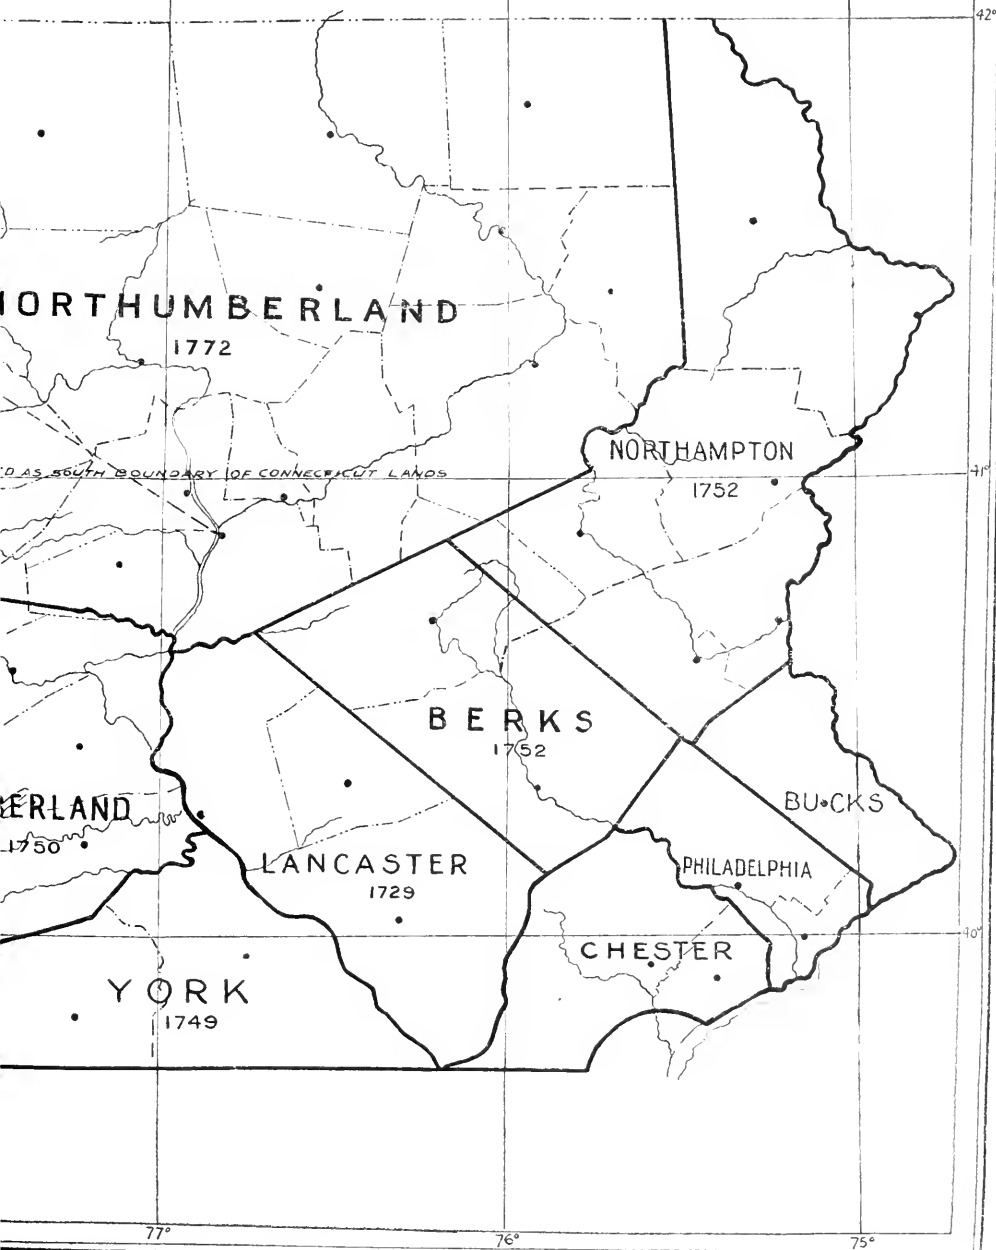 42°
NORTHUMBERLAND
1772
NORTHAMPTON
D AS SOUTH BOUNDARY OF CONNECTICUT LANDS
41°
1752
BERKS
1752
BUCKS
BERLAND
1750
LANCASTER
PHILADELPHIA
1729
40°
CHESTER
YORK
1749
77°
76°
75°